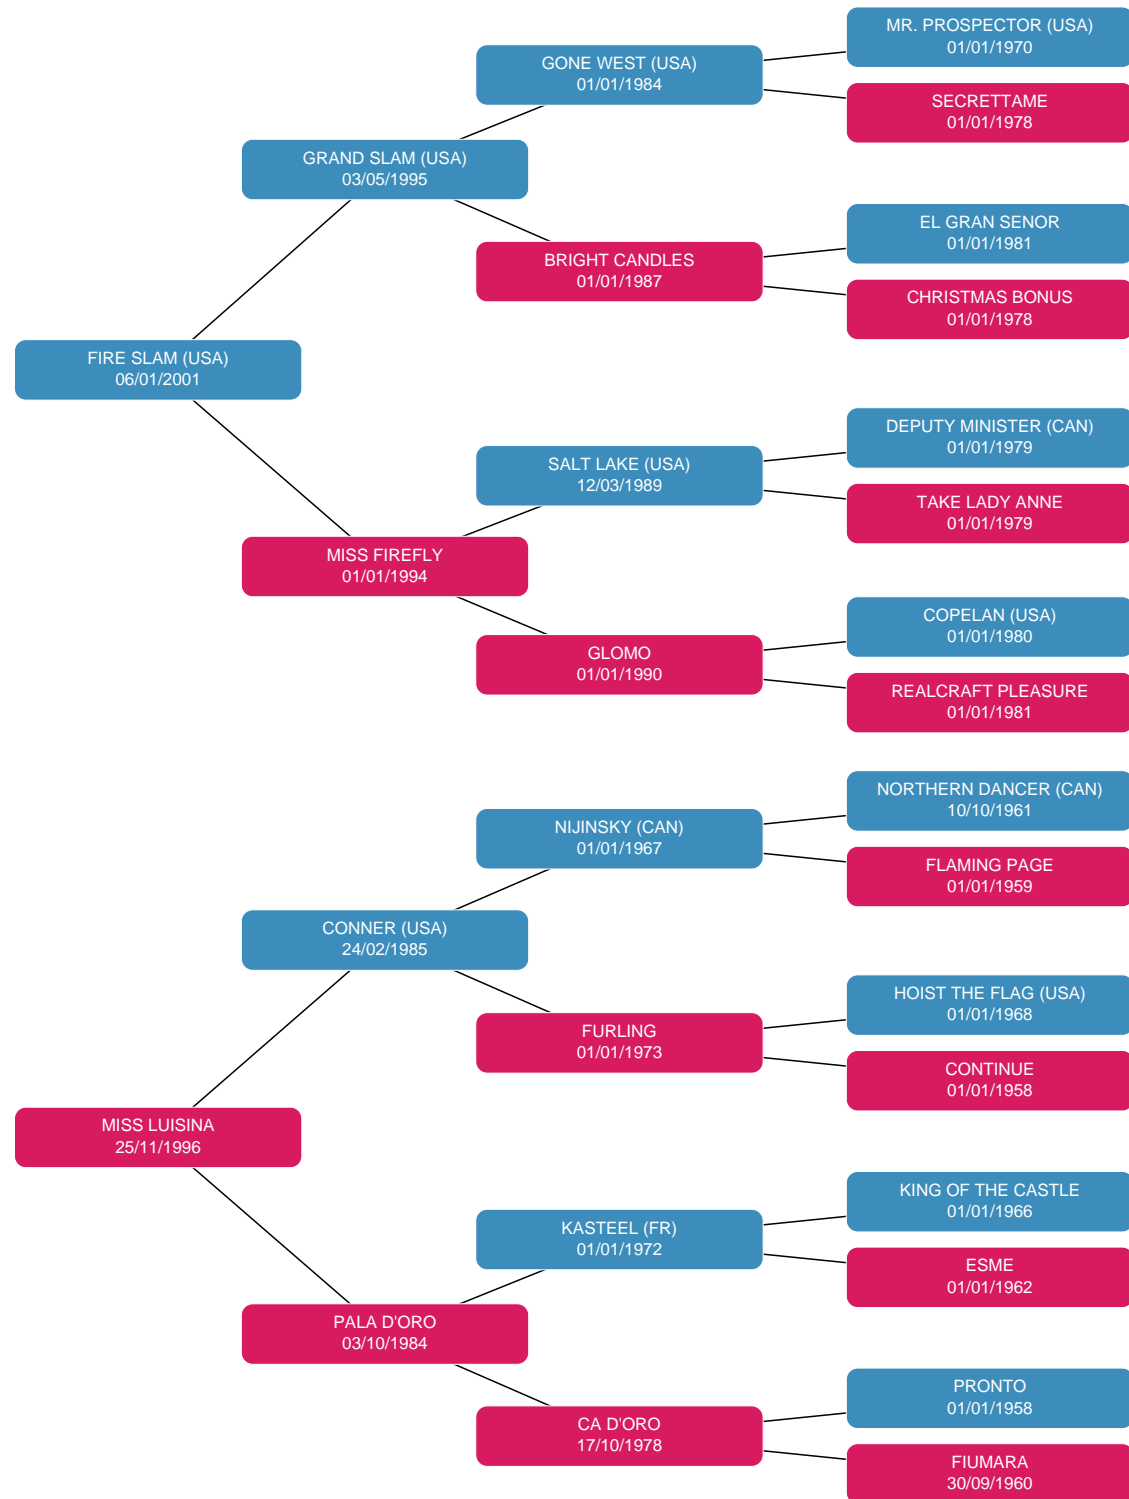 MR. PROSPECTOR (USA)
01/01/1970
GONE WEST (USA)
01/01/1984
SECRETTAME
01/01/1978
GRAND SLAM (USA)
03/05/1995
EL GRAN SENOR
01/01/1981
BRIGHT CANDLES
01/01/1987
CHRISTMAS BONUS
01/01/1978
FIRE SLAM (USA)
06/01/2001
DEPUTY MINISTER (CAN)
01/01/1979
SALT LAKE (USA)
12/03/1989
TAKE LADY ANNE
01/01/1979
MISS FIREFLY
01/01/1994
COPELAN (USA)
01/01/1980
GLOMO
01/01/1990
REALCRAFT PLEASURE
01/01/1981
NORTHERN DANCER (CAN)
10/10/1961
NIJINSKY (CAN)
01/01/1967
FLAMING PAGE
01/01/1959
CONNER (USA)
24/02/1985
HOIST THE FLAG (USA)
01/01/1968
FURLING
01/01/1973
CONTINUE
01/01/1958
MISS LUISINA
25/11/1996
KING OF THE CASTLE
01/01/1966
KASTEEL (FR)
01/01/1972
ESME
01/01/1962
PALA D'ORO
03/10/1984
PRONTO
01/01/1958
CA D'ORO
17/10/1978
FIUMARA
30/09/1960